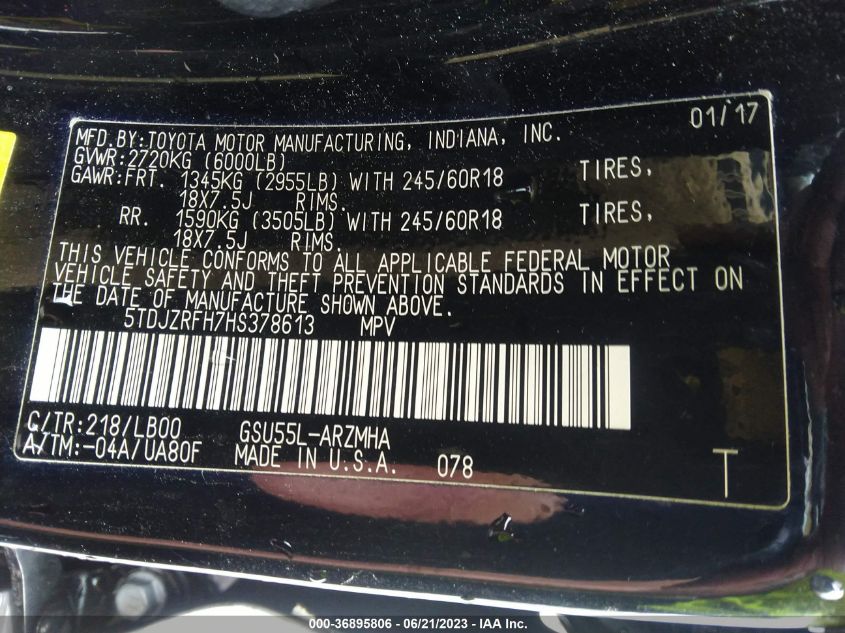 MFD.BY:TOYOTA MOTOR MANUFACTURING, INDIANA, INC. 01/17
GVWR:2720KG (6000LB)
GAWR:FRT. 1345KG (2955LB) WITH 245/60R18 TIRES,
18X7.5J RIMS.
RR. 1590KG (3505LB) WITH 245/60R18 TIRES,
18X7.5J RIMS.
THIS VEHICLE CONFORMS TO ALL APPLICABLE FEDERAL MOTOR
VEHICLE SAFETY AND THEFT PREVENTION STANDARDS IN EFFECT ON
THE DATE OF MANUFACTURE SHOWN ABOVE.
5TDJZRFH7HS378613 MPV
C/TR:218/LB00 GSU55L-ARZMHA
A/TM:-04A/UA80F MADE IN U.S.A. 078 T
000-36895806 - 06/21/2023 - IAA Inc.